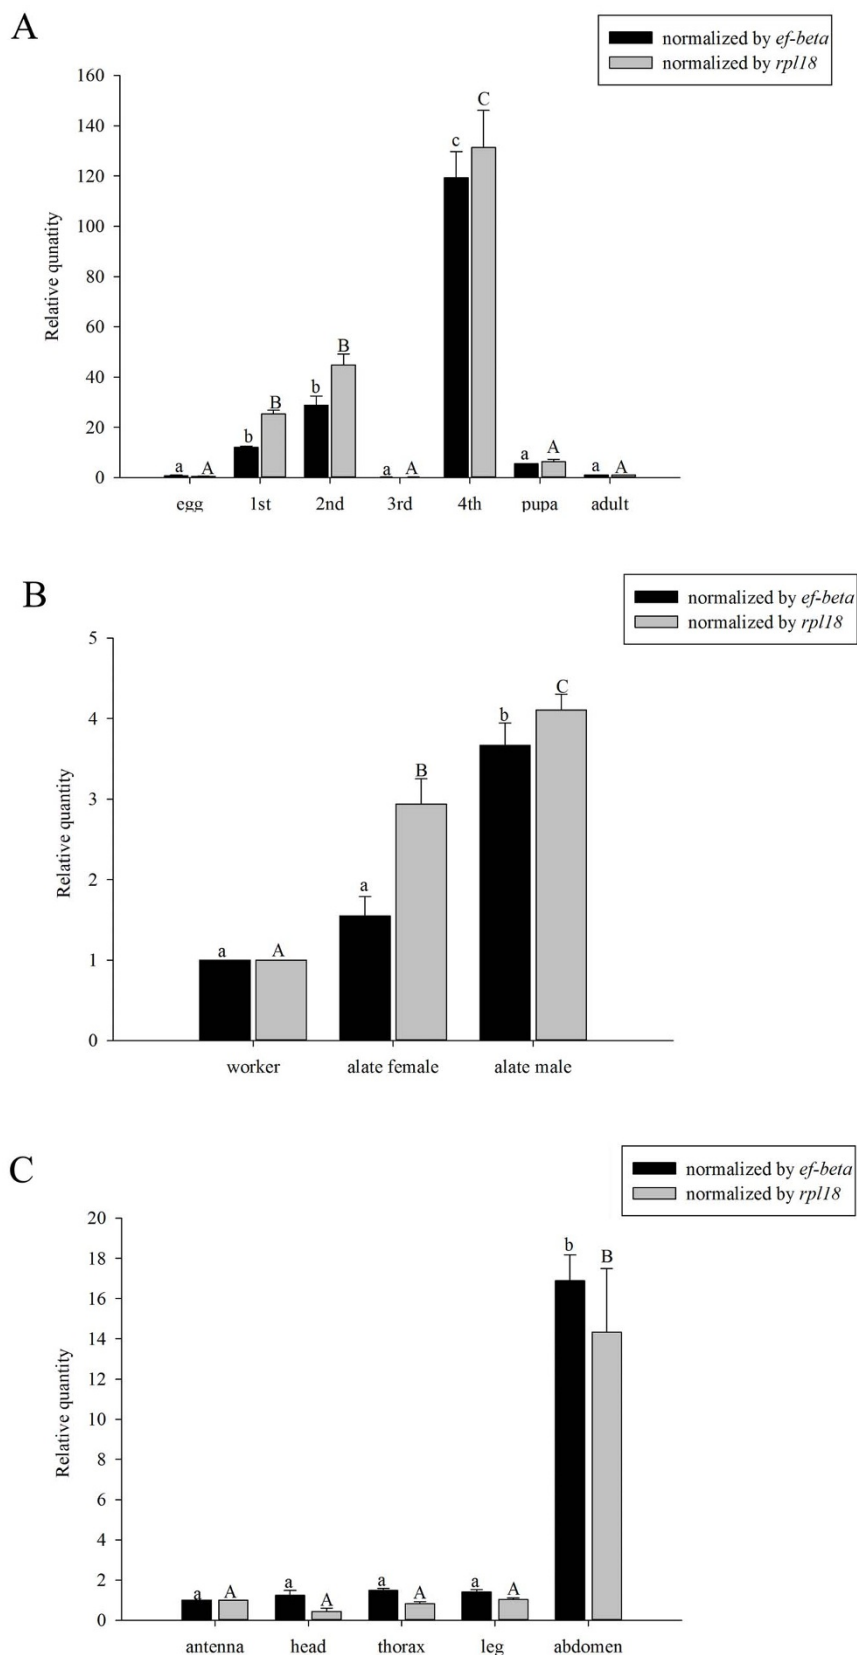 A
normalized by ef-beta
normalized by rpl18
160
140
120
100
80
60
40
20
0
Relative qunatity
a A
b B
b B
a A
c C
a A
a A
egg 1st 2nd 3rd 4th pupa adult
B
normalized by ef-beta
normalized by rpl18
5
4
3
2
1
0
Relative quantity
a A
a B
b C
worker alate female alate male
C
normalized by ef-beta
normalized by rpl18
20
18
16
14
12
10
8
6
4
2
0
Relative quantity
a A
a A
a A
a A
b B
antenna head thorax leg abdomen